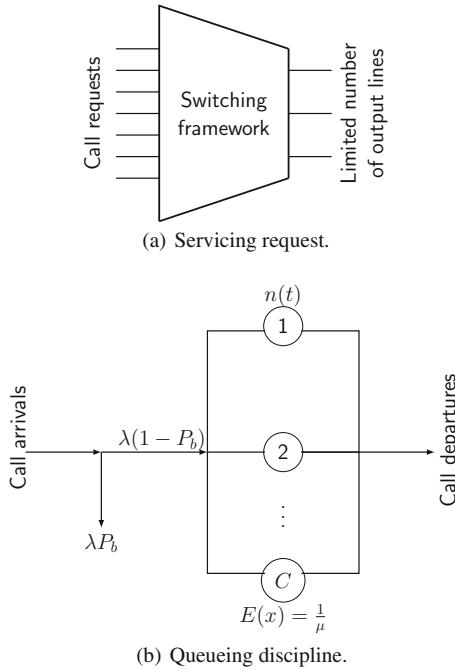 Call requests
Switching
framework
Limited number
of output lines
(a) Servicing request.
n(t)
1
Call arrivals
λ(1 − P_b)
2
Call departures
λP_b
⋮
C
E(x) = 1/μ
(b) Queueing discipline.